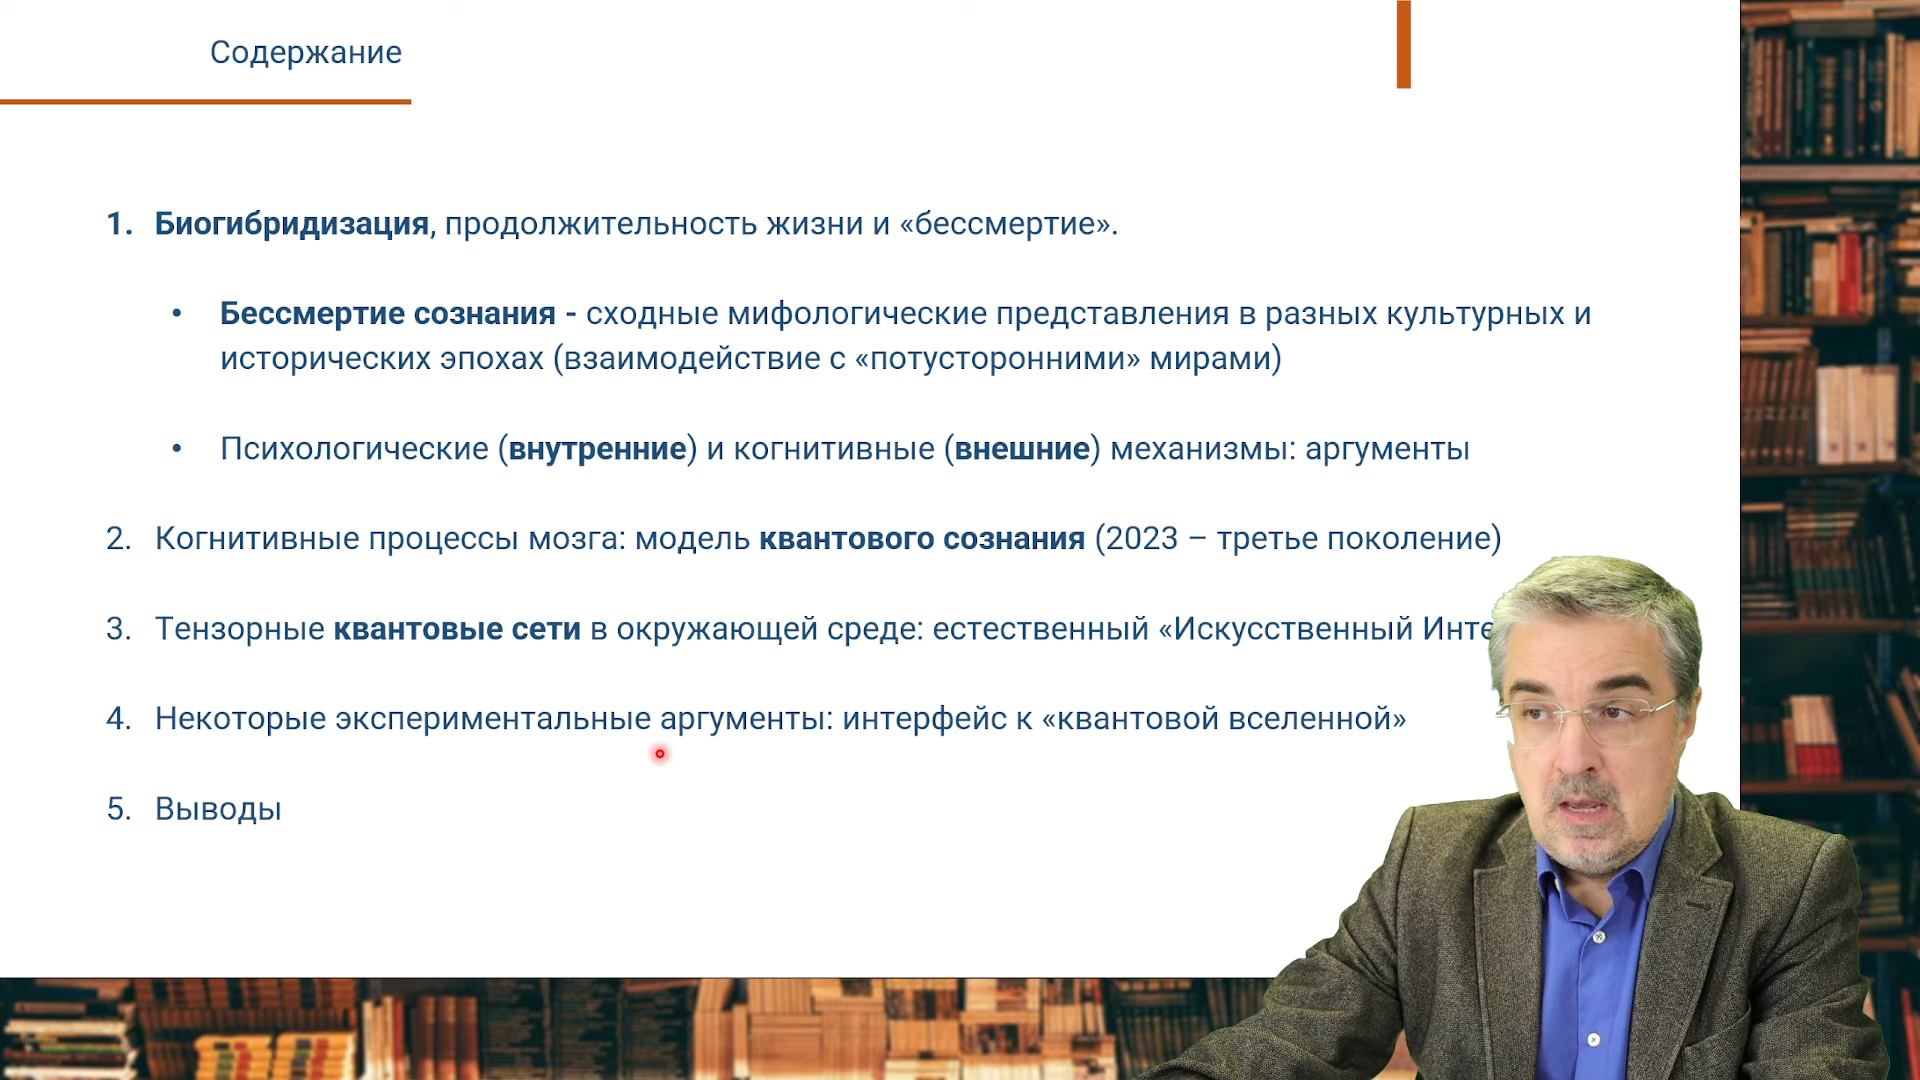 Содержание
1. Биогибридизация, продолжительность жизни и «бессмертие».
• Бессмертие сознания - сходные мифологические представления в разных культурных и
исторических эпохах (взаимодействие с «потусторонними» мирами)
• Психологические (внутренние) и когнитивные (внешние) механизмы: аргументы
2. Когнитивные процессы мозга: модель квантового сознания (2023 – третье поколение)
3. Тензорные квантовые сети в окружающей среде: естественный «Искусственный
4. Некоторые экспериментальные аргументы: интерфейс к «квантовой вселенной»
5. Выводы